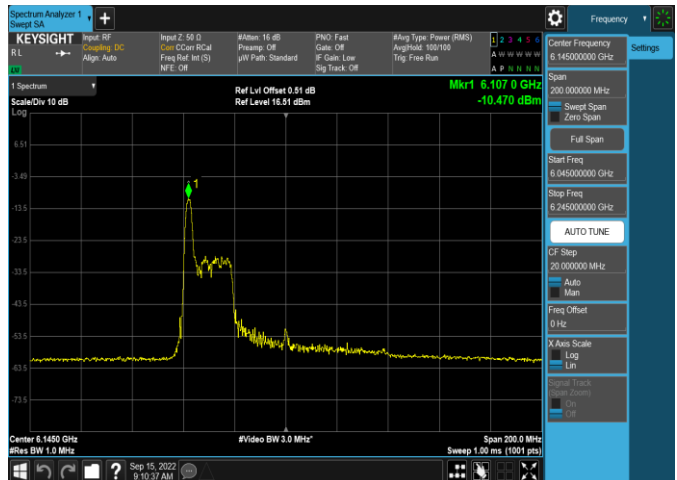 Spectrum Analyzer 1
Swept SA
+
Frequency
KEYSIGHT
RL
LV
Input: RF
Coupling: DC
Align: Auto
Input Z: 50 Ω
Corr CCorr RCal
Freq Ref: Int (S)
NFE: Off
#Atten: 16 dB
Preamp: Off
µW Path: Standard
PNO: Fast
Gate: Off
IF Gain: Low
Sig Track: Off
#Avg Type: Power (RMS)
Avg|Hold: 100/100
Trig: Free Run
1 2 3 4 5 6
A W W W W W
A P N N N N
1 Spectrum
Scale/Div 10 dB
Log
Ref Lvl Offset 0.51 dB
Ref Level 16.51 dBm
Mkr1 6.107 0 GHz
-10.470 dBm
6.51
-3.49
-13.5
-23.5
-33.5
-43.5
-53.5
-63.5
-73.5
1
Center 6.1450 GHz
#Res BW 1.0 MHz
#Video BW 3.0 MHz*
Span 200.0 MHz
Sweep 1.00 ms (1001 pts)
Center Frequency
6.145000000 GHz
Settings
Span
200.000000 MHz
Swept Span
Zero Span
Full Span
Start Freq
6.045000000 GHz
Stop Freq
6.245000000 GHz
AUTO TUNE
CF Step
20.000000 MHz
Auto
Man
Freq Offset
0 Hz
X Axis Scale
Log
Lin
Signal Track
(Span Zoom)
On
Off
?
Sep 15, 2022
9:10:37 AM